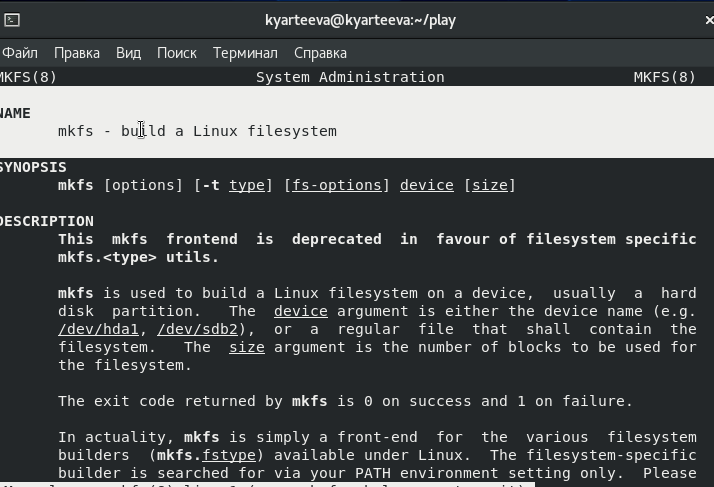 kyarteeva@kyarteeva:~/play
Файл Правка Вид Поиск Терминал Справка
MKFS(8) System Administration MKFS(8)
NAME
mkfs - build a Linux filesystem
SYNOPSIS
mkfs [options] [-t type] [fs-options] device [size]
DESCRIPTION
This mkfs frontend is deprecated in favour of filesystem specific
mkfs.<type> utils.
mkfs is used to build a Linux filesystem on a device, usually a hard
disk partition. The device argument is either the device name (e.g.
/dev/hda1, /dev/sdb2), or a regular file that shall contain the
filesystem. The size argument is the number of blocks to be used for
the filesystem.
The exit code returned by mkfs is 0 on success and 1 on failure.
In actuality, mkfs is simply a front-end for the various filesystem
builders (mkfs.fstype) available under Linux. The filesystem-specific
builder is searched for via your PATH environment setting only. Please